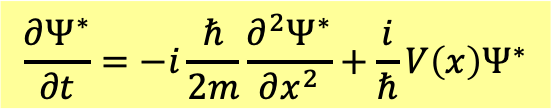 ∂Ψ*/∂t = −i ħ/2m ∂²Ψ*/∂x² + i/ħ V(x)Ψ*